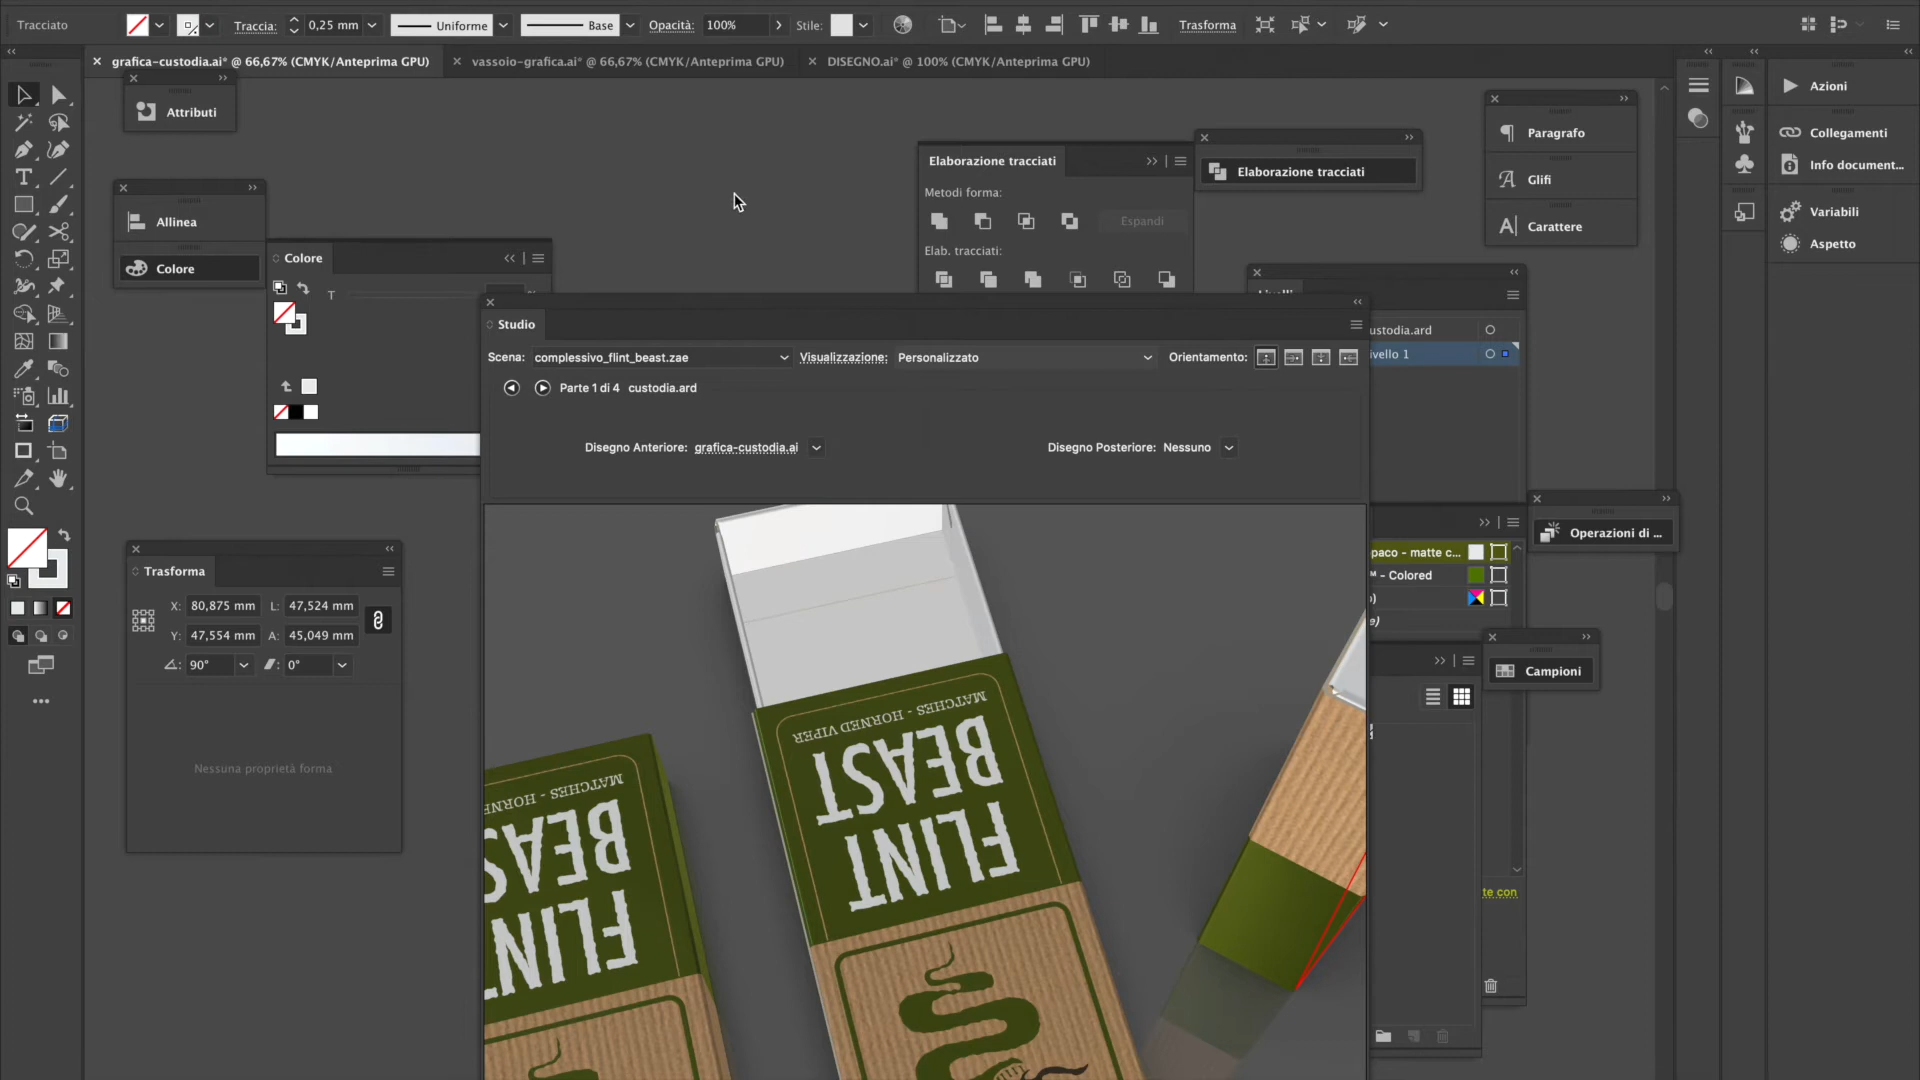 Tracciato
Traccia:
0,25 mm
Uniforme
Base
Opacità:
100%
Stile:
Trasforma
grafica-custodia.ai* @ 66,67% (CMYK/Anteprima GPU)
vassoio-grafica.ai* @ 66,67% (CMYK/Anteprima GPU)
DISEGNO.ai* @ 100% (CMYK/Anteprima GPU)
Attributi
Allinea
Colore
Colore
T
Elaborazione tracciati
Metodi forma:
Espandi
Elab. tracciati:
Elaborazione tracciati
Paragrafo
Glifi
Carattere
Azioni
Collegamenti
Info document...
Variabili
Aspetto
Studio
Scena:
complessivo_flint_beast.zae
Visualizzazione:
Personalizzato
Orientamento:
Parte 1 di 4
custodia.ard
Disegno Anteriore:
grafica-custodia.ai
Disegno Posteriore:
Nessuno
ustodia.ard
ivello 1
Operazioni di ...
paco - matte c...
™ - Colored
Campioni
te con
Trasforma
X:
80,875 mm
L:
47,524 mm
Y:
47,554 mm
A:
45,049 mm
90°
0°
Nessuna proprietà forma
MATCHES - HORNED VIPER
BEAST
FLINT
MATCHES - HORNE
BEAS
FLIN